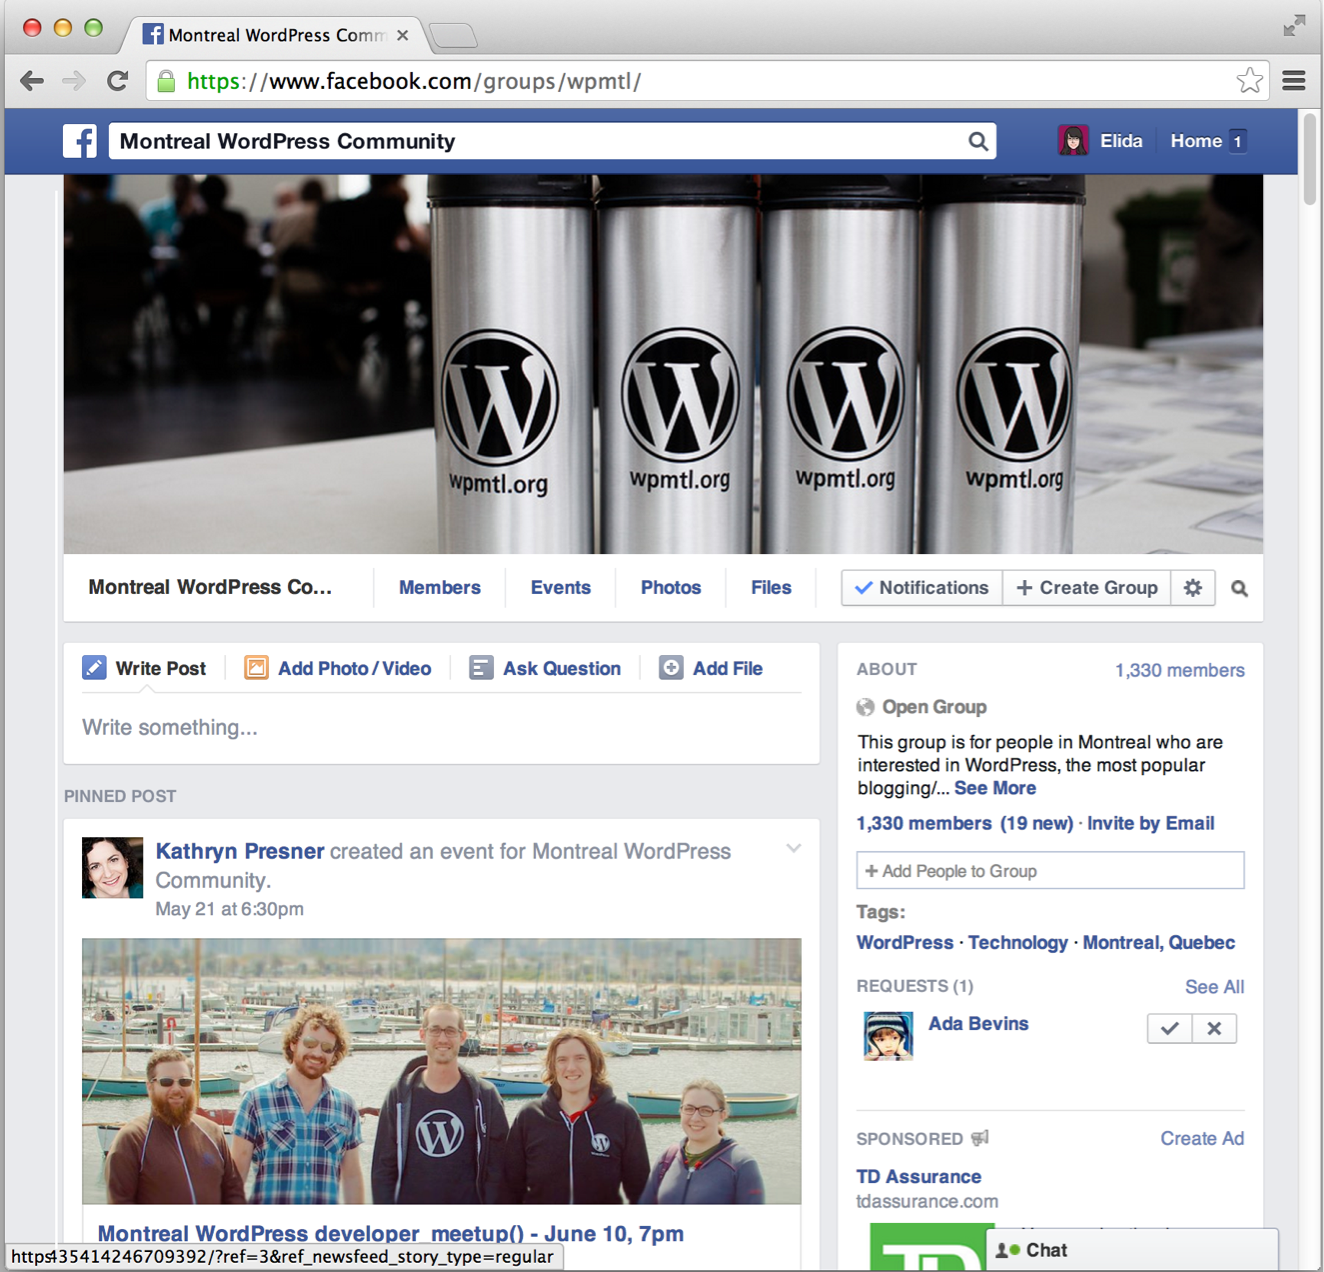 Montreal WordPress Comm
https://www.facebook.com/groups/wpmtl/
Montreal WordPress Community
Elida
Home 1
wpmtl.org
wpmtl.org
wpmtl.org
wpmtl.org
Montreal WordPress Co...
Members
Events
Photos
Files
Notifications
+ Create Group
Write Post
Add Photo / Video
Ask Question
Add File
Write something...
PINNED POST
Kathryn Presner created an event for Montreal WordPress
Community.
May 21 at 6:30pm
Montreal WordPress developer_meetup() - June 10, 7pm
ABOUT
1,330 members
Open Group
This group is for people in Montreal who are
interested in WordPress, the most popular
blogging/... See More
1,330 members (19 new) · Invite by Email
+ Add People to Group
Tags:
WordPress · Technology · Montreal, Quebec
REQUESTS (1)
See All
Ada Bevins
SPONSORED
Create Ad
TD Assurance
tdassurance.com
TD
Chat
https435414246709392/?ref=3&ref_newsfeed_story_type=regular